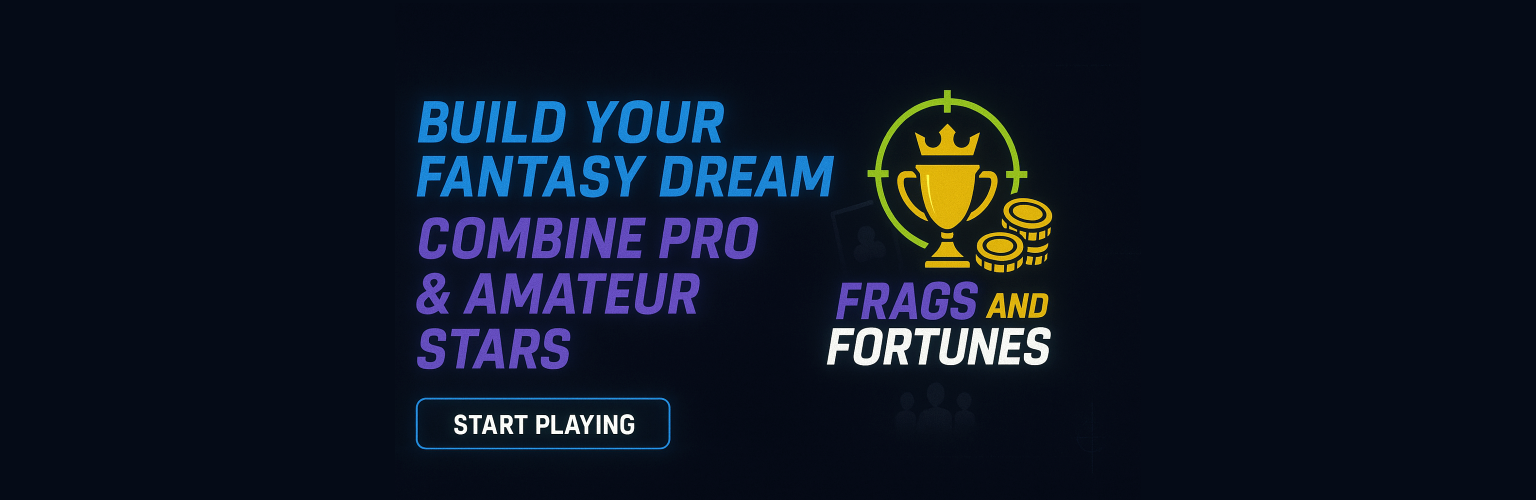 BUILD YOUR
FANTASY DREAM
COMBINE PRO
& AMATEUR
STARS
START PLAYING
FRAGS AND
FORTUNES